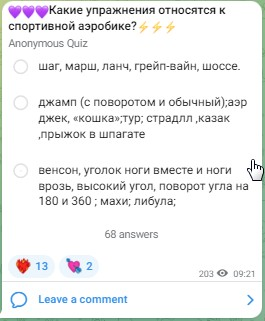 💜💜💜Какие упражнения относятся к
спортивной аэробике?⚡⚡⚡
Anonymous Quiz
шаг, марш, ланч, грейп-вайн, шоссе.
джамп (с поворотом и обычный);аэр
джек, «кошка»;тур; страдлл ,казак
,прыжок в шпагате
венсон, уголок ноги вместе и ноги
врозь, высокий угол, поворот угла на
180 и 360 ; махи; либула;
68 answers
❤️‍🔥 13 💘 2
203 09:21
Leave a comment